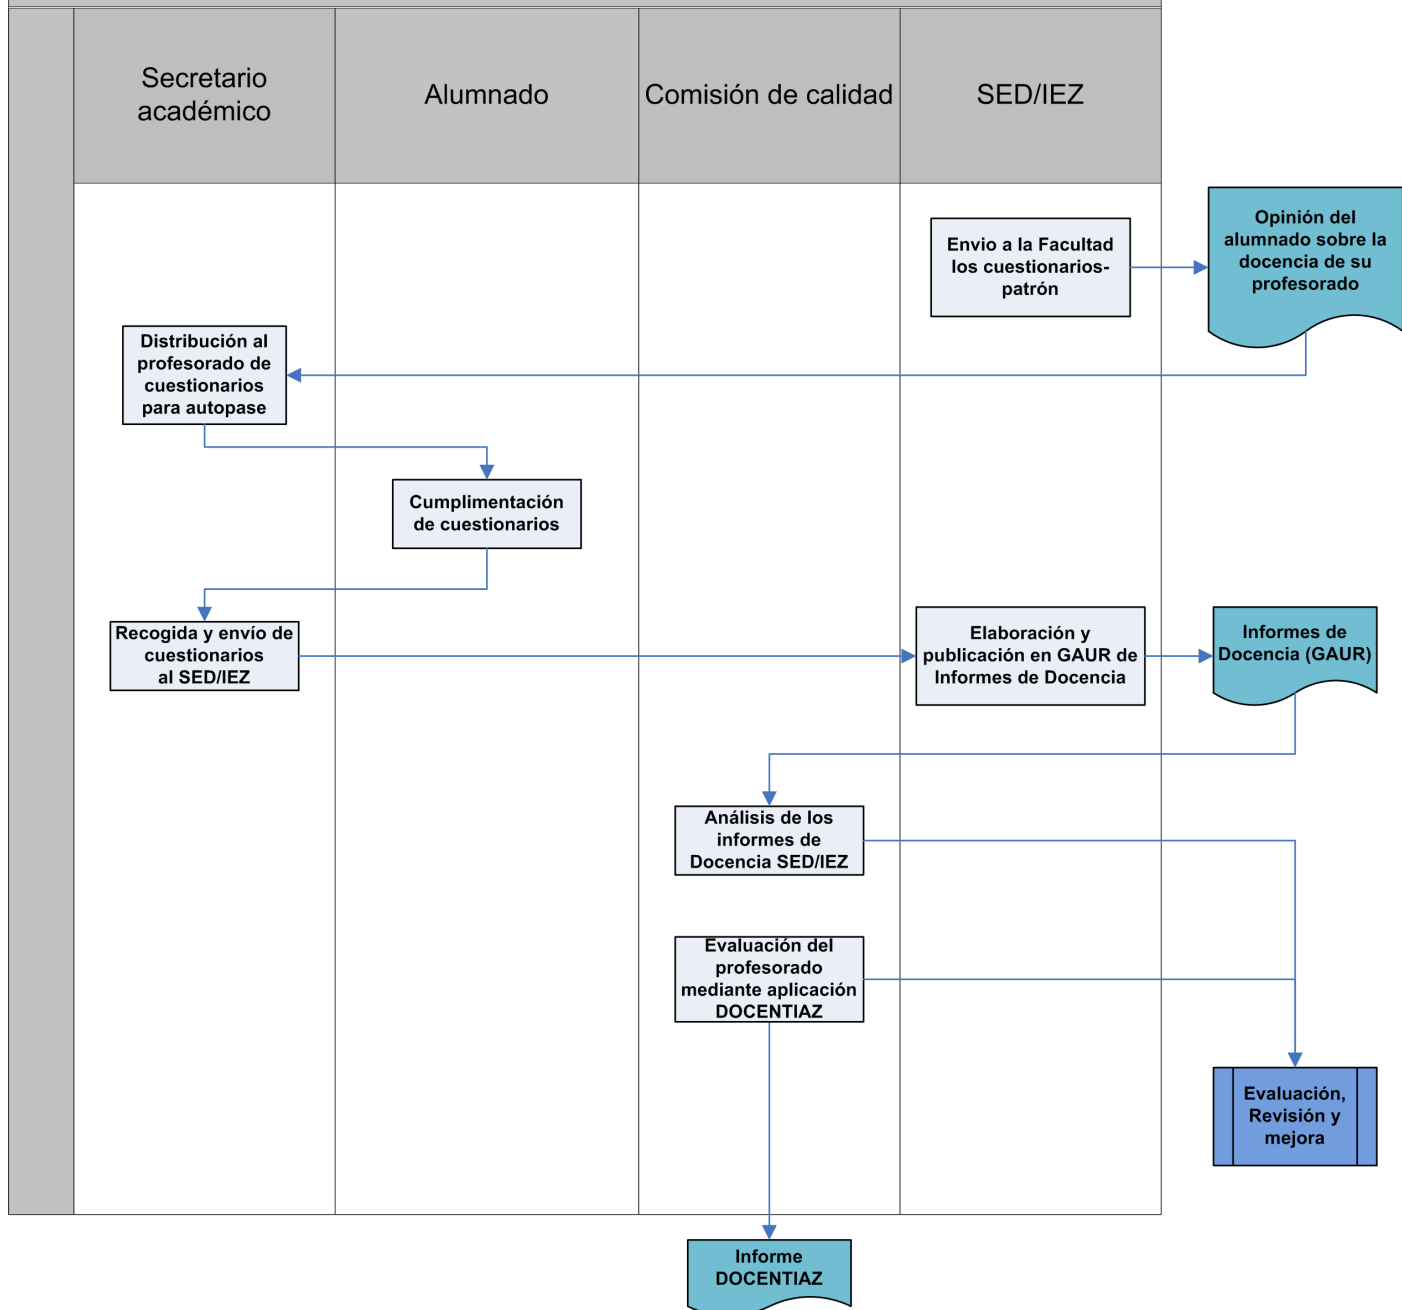 Secretario
académico
Alumnado
Comisión de calidad
SED/IEZ
Envio a la Facultad
los cuestionarios-
patrón
Opinión del
alumnado sobre la
docencia de su
profesorado
Distribución al
profesorado de
cuestionarios
para autopase
Cumplimentación
de cuestionarios
Recogida y envío de
cuestionarios
al SED/IEZ
Elaboración y
publicación en GAUR de
Informes de Docencia
Informes de
Docencia (GAUR)
Análisis de los
informes de
Docencia SED/IEZ
Evaluación del
profesorado
mediante aplicación
DOCENTIAZ
Evaluación,
Revisión y
mejora
Informe
DOCENTIAZ